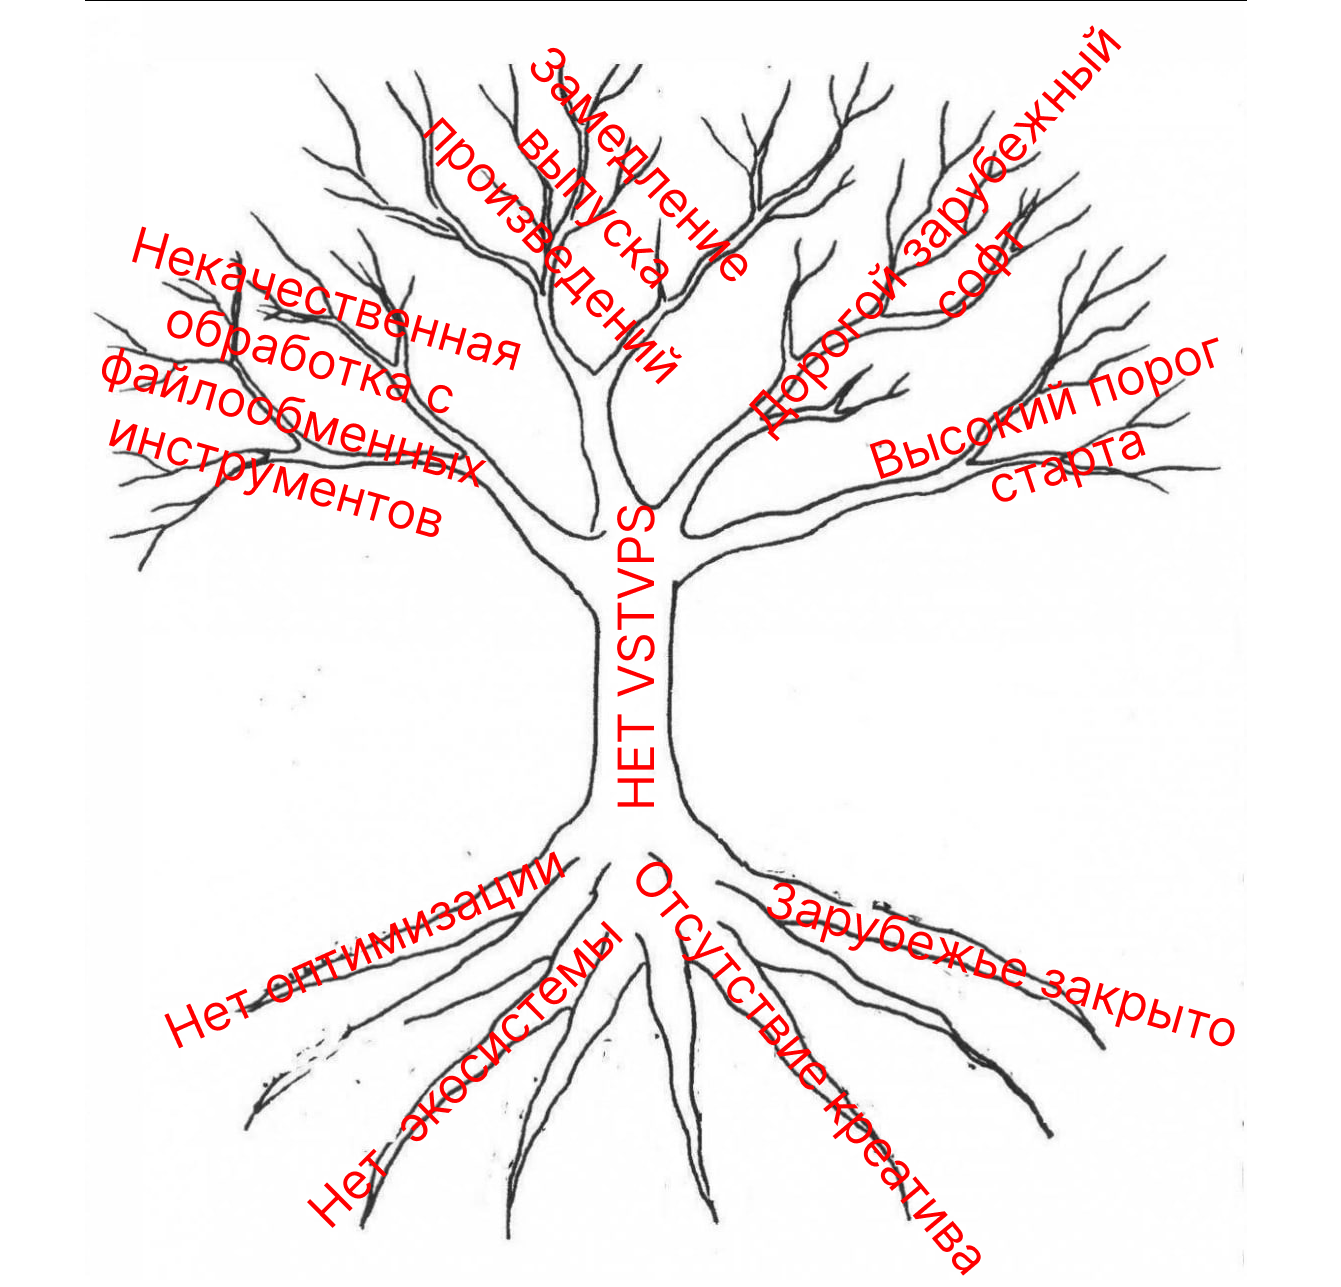 Замедление
выпуска
произведений
Дорогой зарубежный
софт
Некачественная
обработка с
файлообменных
инструментов
Высокий порог
старта
НЕТ VSTVPS
Нет оптимизации
Нет экосистемы
Отсутствие креатива
Зарубежье закрыто